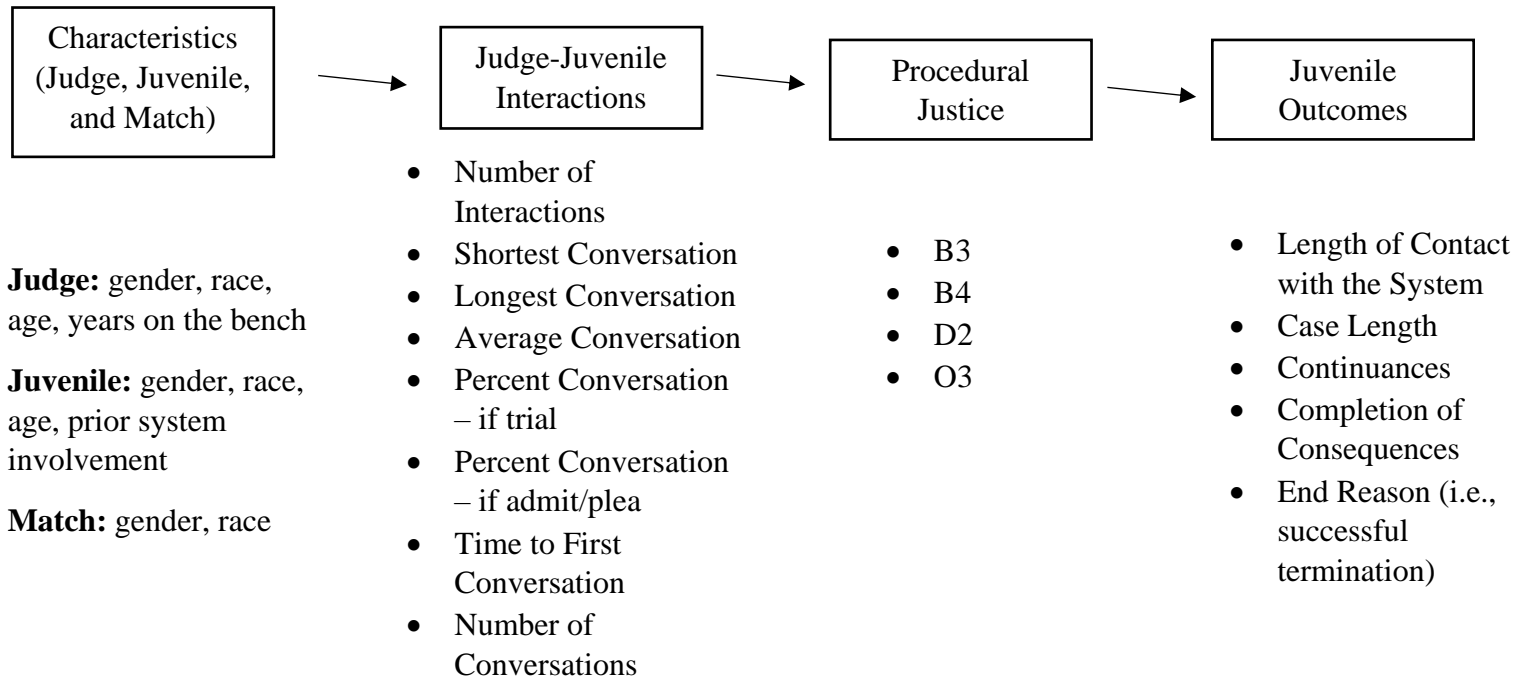 Characteristics
(Judge, Juvenile,
and Match)
Judge-Juvenile
Interactions
Procedural
Justice
Juvenile
Outcomes
Judge: gender, race,
age, years on the bench
Juvenile: gender, race,
age, prior system
involvement
Match: gender, race
• Number of
Interactions
• Shortest Conversation
• Longest Conversation
• Average Conversation
• Percent Conversation
– if trial
• Percent Conversation
– if admit/plea
• Time to First
Conversation
• Number of
Conversations
• B3
• B4
• D2
• O3
• Length of Contact
with the System
• Case Length
• Continuances
• Completion of
Consequences
• End Reason (i.e.,
successful
termination)